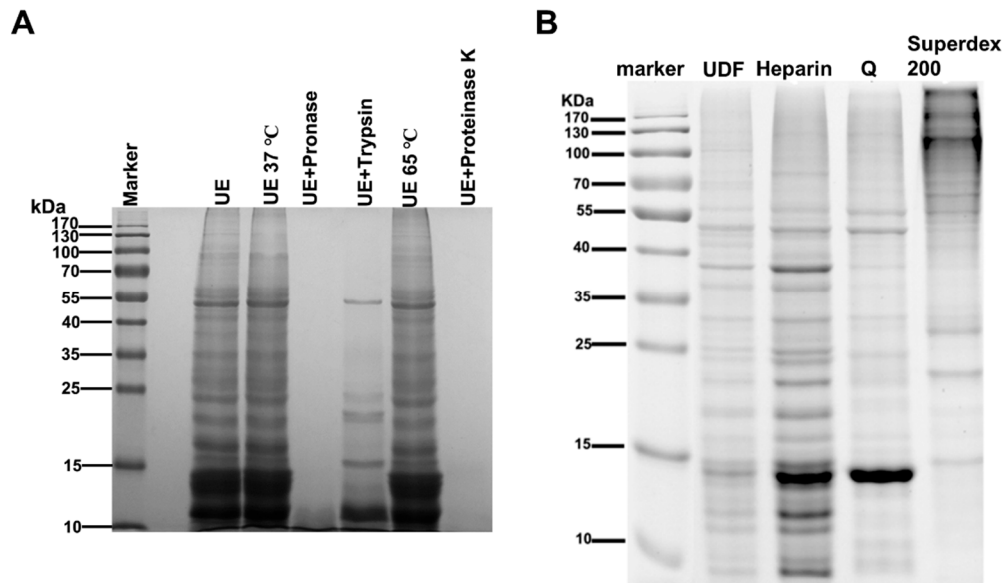 A
Marker
UE
UE 37 ℃
UE+Pronase
UE+Trypsin
UE 65 ℃
UE+Proteinase K
kDa
170
130
100
70
55
40
35
25
15
10
B
marker
UDF
Heparin
Q
Superdex
200
KDa
170
130
100
70
55
40
35
25
15
10